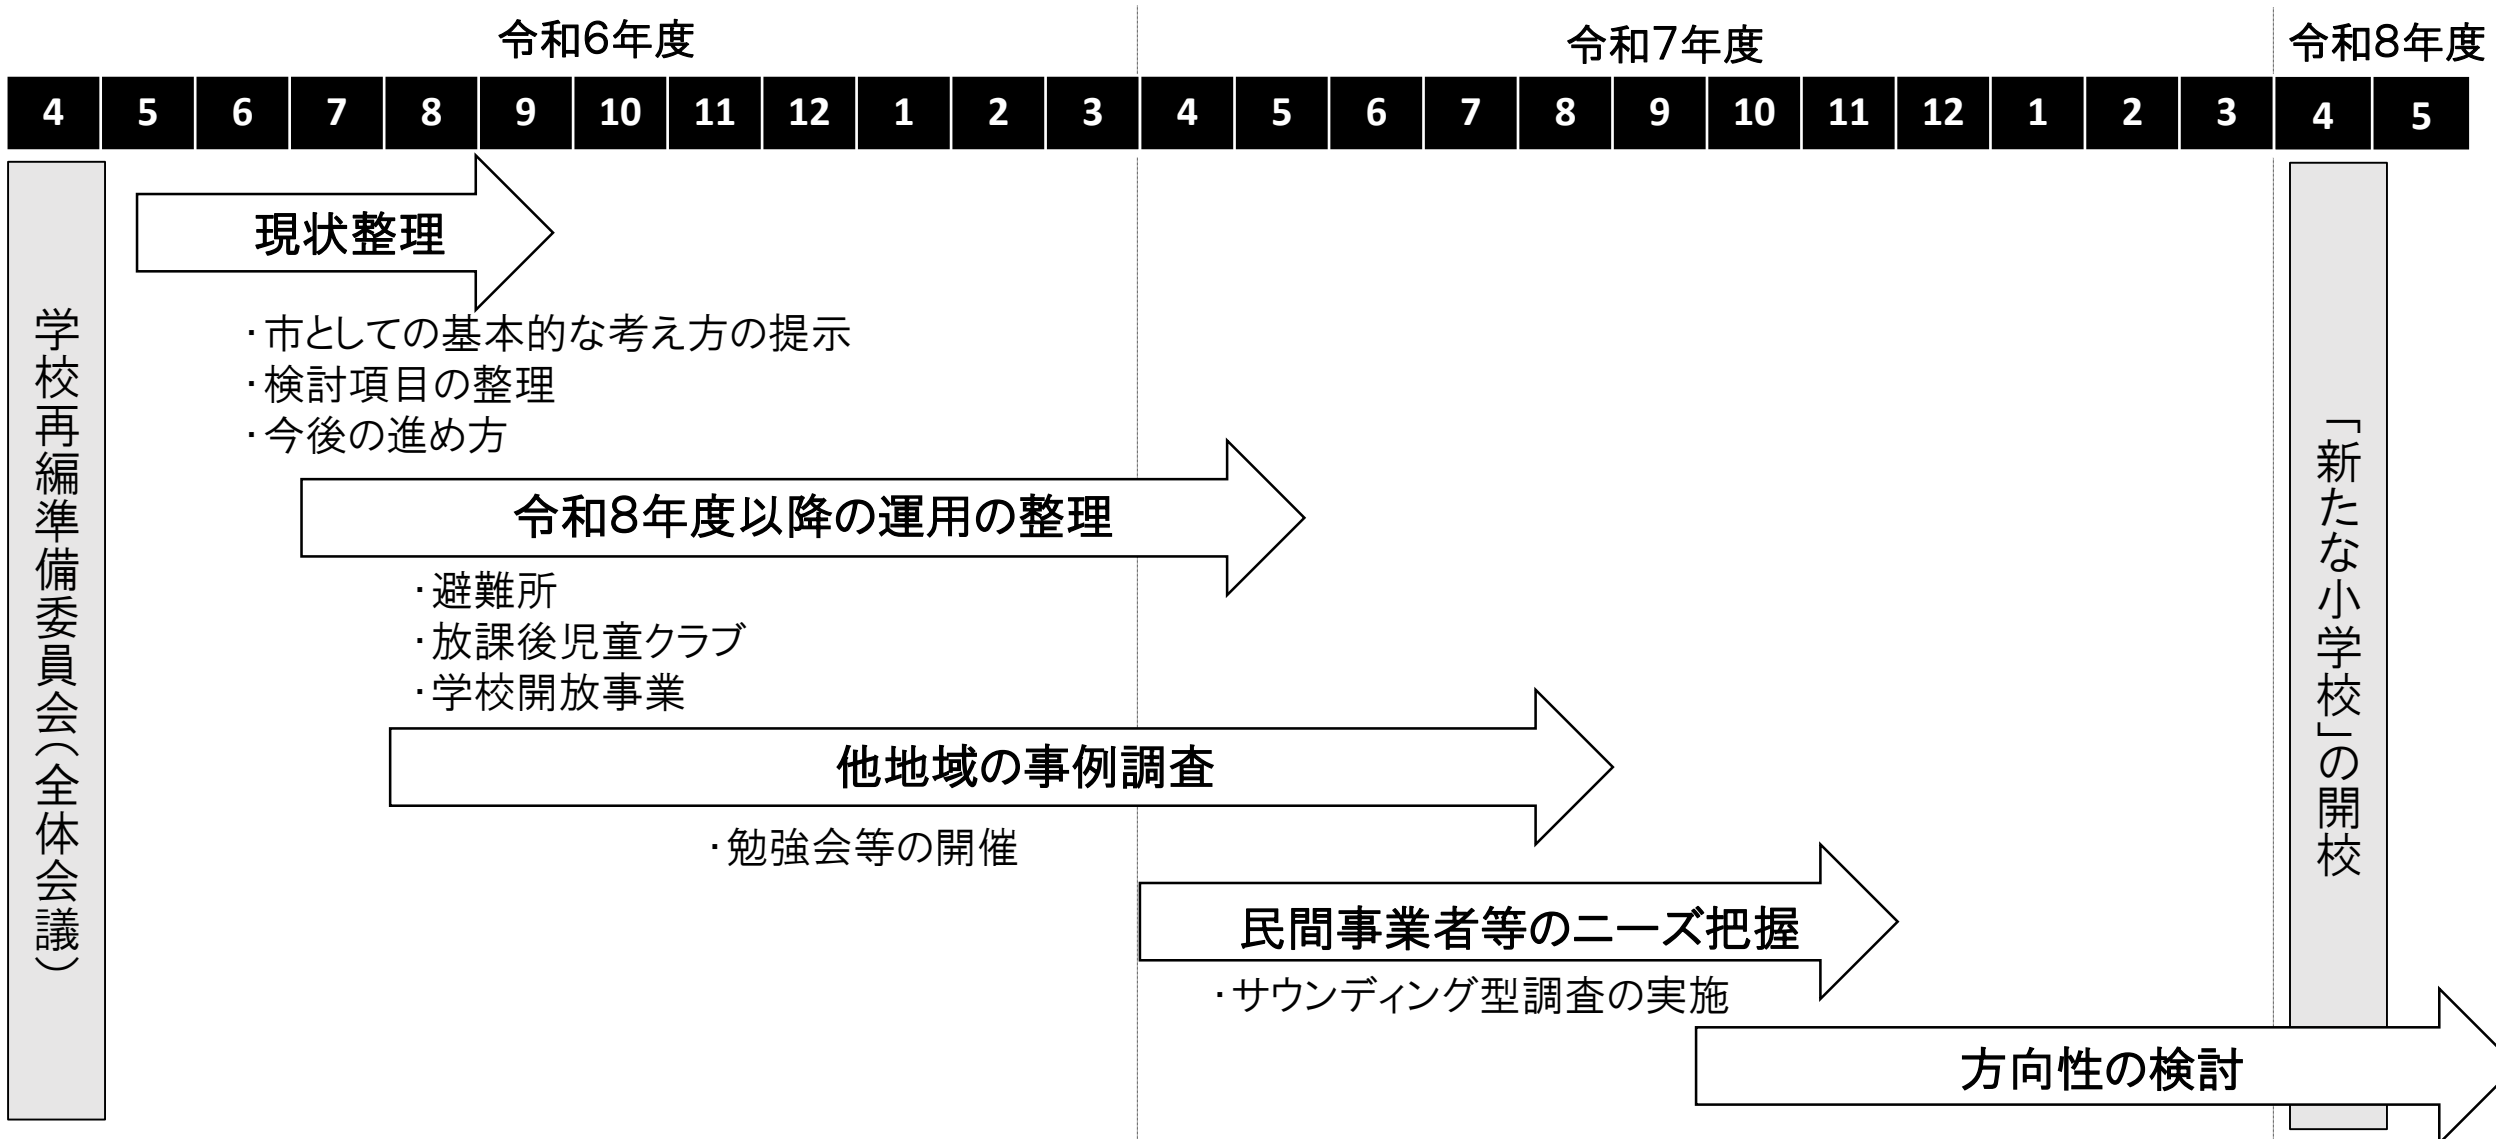 令和6年度
令和7年度
令和8年度
4 5 6 7 8 9 10 11 12 1 2 3 4 5 6 7 8 9 10 11 12 1 2 3 4 5
学校再編準備委員会（全体会議）
現状整理
・市としての基本的な考え方の提示
・検討項目の整理
・今後の進め方
令和8年度以降の運用の整理
・避難所
・放課後児童クラブ
・学校開放事業
他地域の事例調査
・勉強会等の開催
民間事業者等のニーズ把握
・サウンディング型調査の実施
方向性の検討
「新たな小学校」の開校